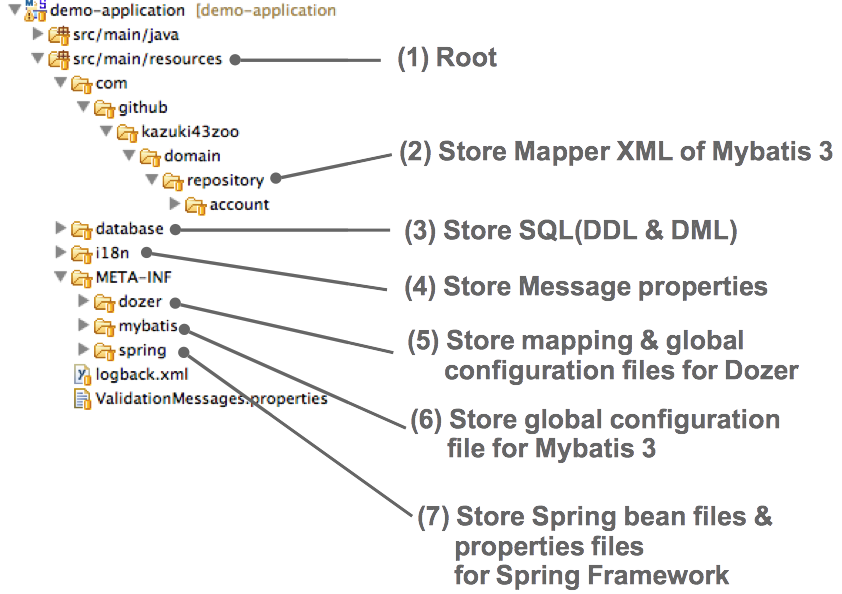 demo-application [demo-application
src/main/java
src/main/resources
(1) Root
com
github
kazuki43zoo
domain
(2) Store Mapper XML of Mybatis 3
repository
account
database
(3) Store SQL(DDL & DML)
i18n
META-INF
(4) Store Message properties
dozer
mybatis
(5) Store mapping & global
configuration files for Dozer
spring
logback.xml
ValidationMessages.properties
(6) Store global configuration
file for Mybatis 3
(7) Store Spring bean files &
properties files
for Spring Framework